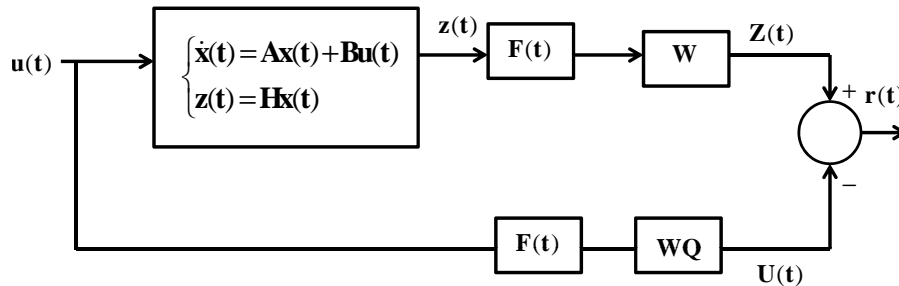 u(t)
ẋ(t)=Ax(t)+Bu(t)
z(t)=Hx(t)
z(t)
F(t)
W
Z(t)
+
r(t)
−
F(t)
WQ
U(t)